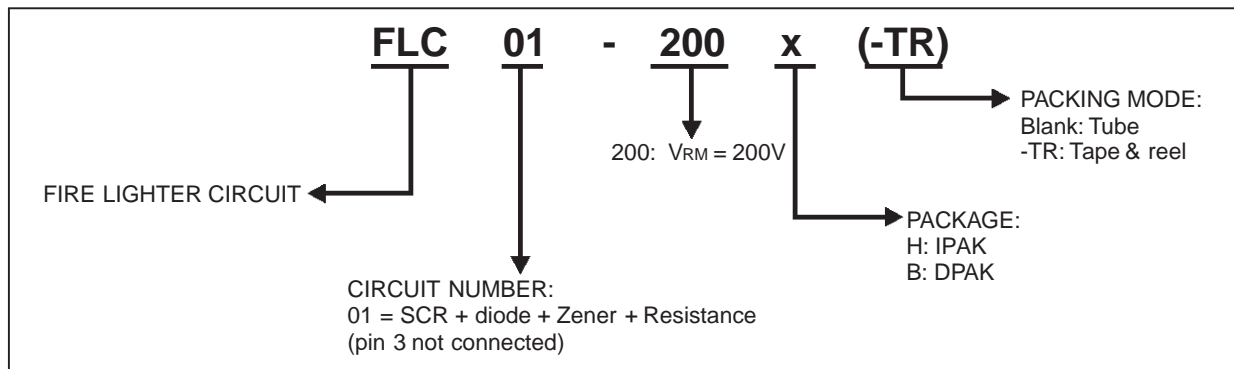 FLC 01 - 200 x (-TR)
PACKING MODE:
Blank: Tube
-TR: Tape & reel
200: VRM = 200V
FIRE LIGHTER CIRCUIT
PACKAGE:
H: IPAK
B: DPAK
CIRCUIT NUMBER:
01 = SCR + diode + Zener + Resistance
(pin 3 not connected)